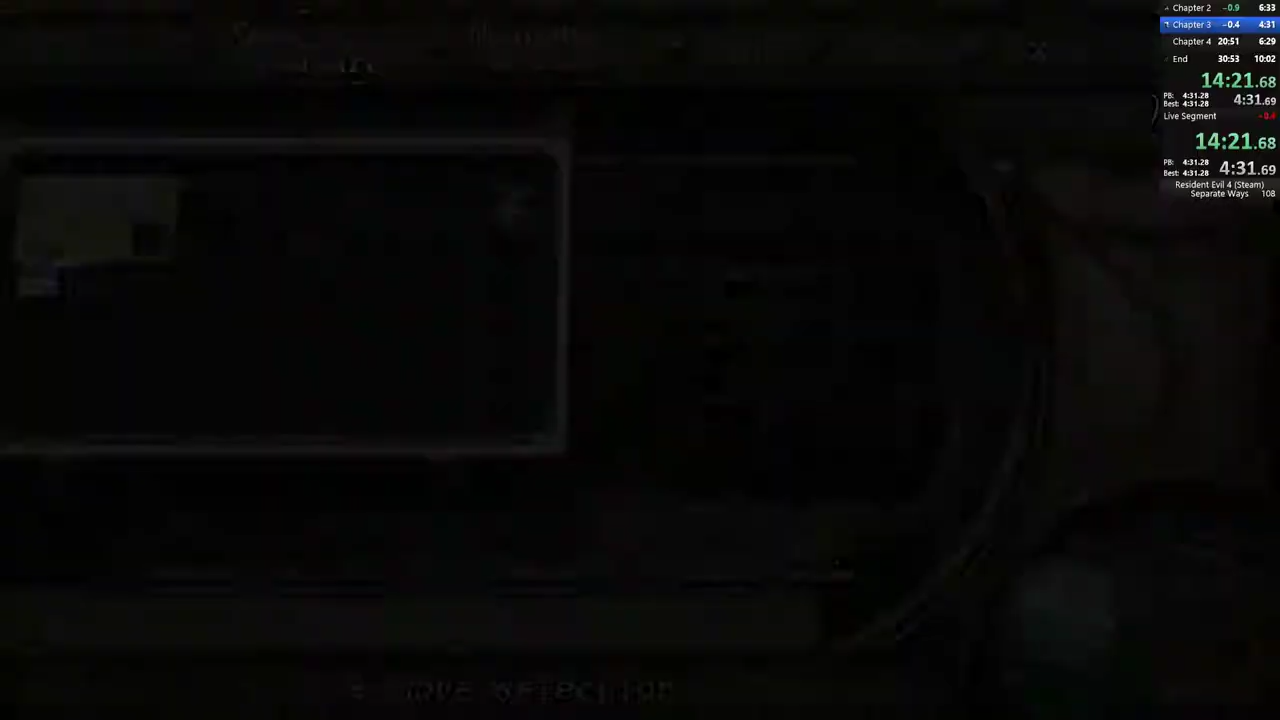 Chapter 2 -0.9 6:33
Chapter 3 -0.4 4:31
Chapter 4 20:51 6:29
End 30:53 10:02
14:21.68
PB: 4:31.28
Best: 4:31.28 4:31.69
Live Segment -0.4
14:21.68
PB: 4:31.28
Best: 4:31.28 4:31.69
Resident Evil 4 (Steam)
Separate Ways 108